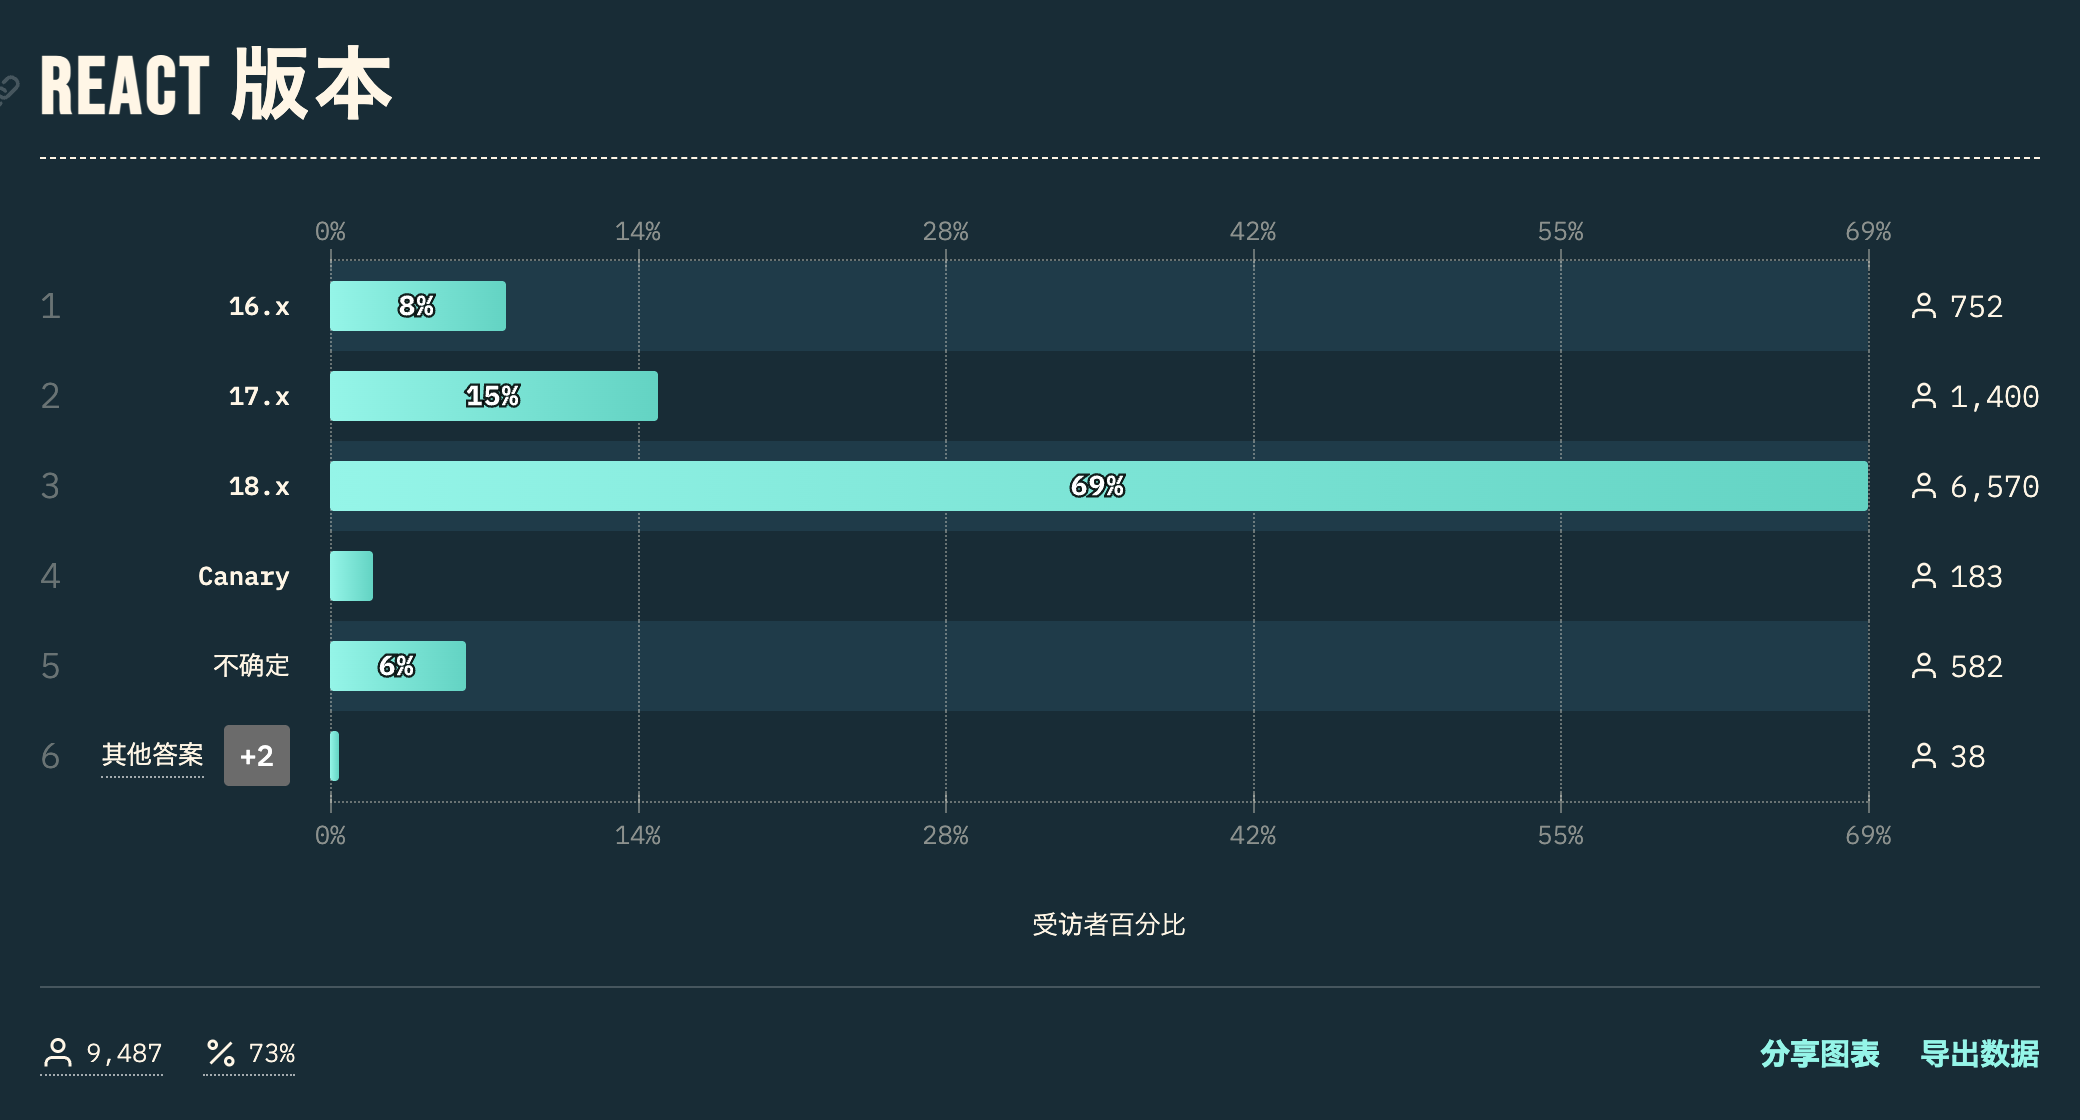 REACT 版本
0% 14% 28% 42% 55% 69%
1 16.x 8% 752
2 17.x 15% 1,400
3 18.x 69% 6,570
4 Canary 183
5 不确定 6% 582
6 其他答案 +2 38
0% 14% 28% 42% 55% 69%
受访者百分比
9,487 73% 分享图表 导出数据